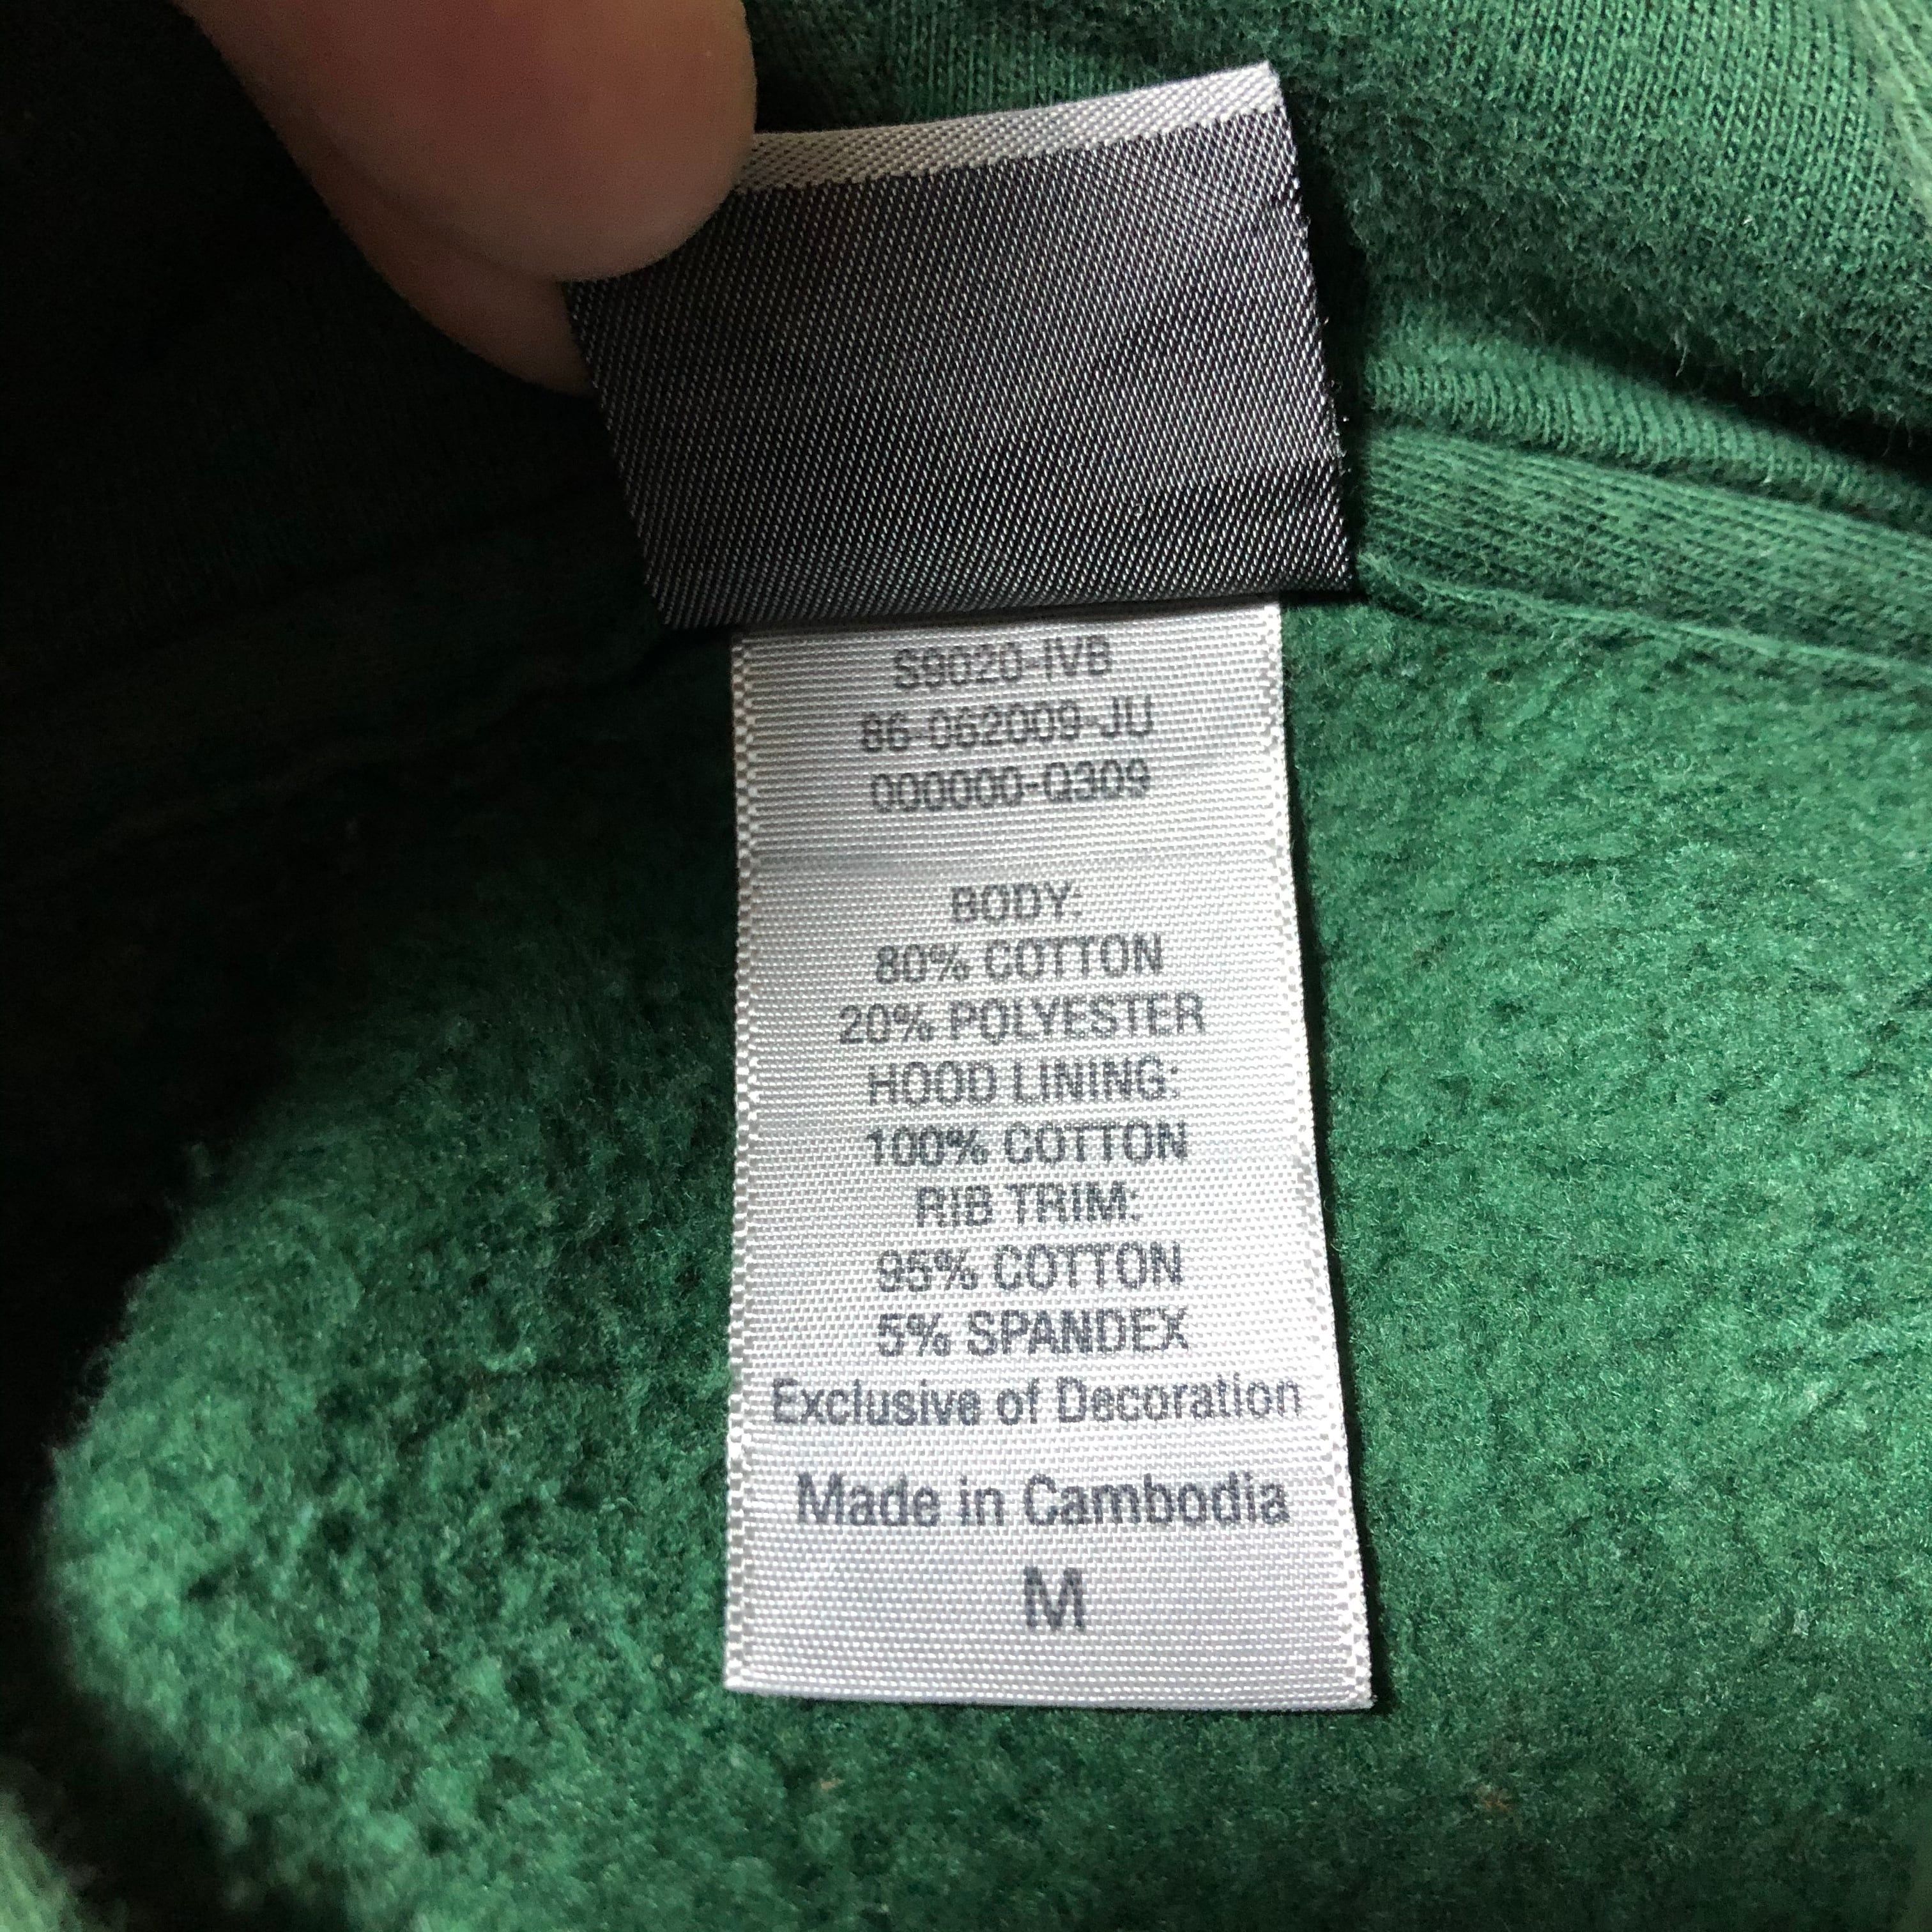 S9020-IVB
86-062009-JU
000000-Q309
BODY:
80% COTTON
20% POLYESTER
HOOD LINING:
100% COTTON
RIB TRIM:
95% COTTON
5% SPANDEX
Exclusive of Decoration
Made in Cambodia
M